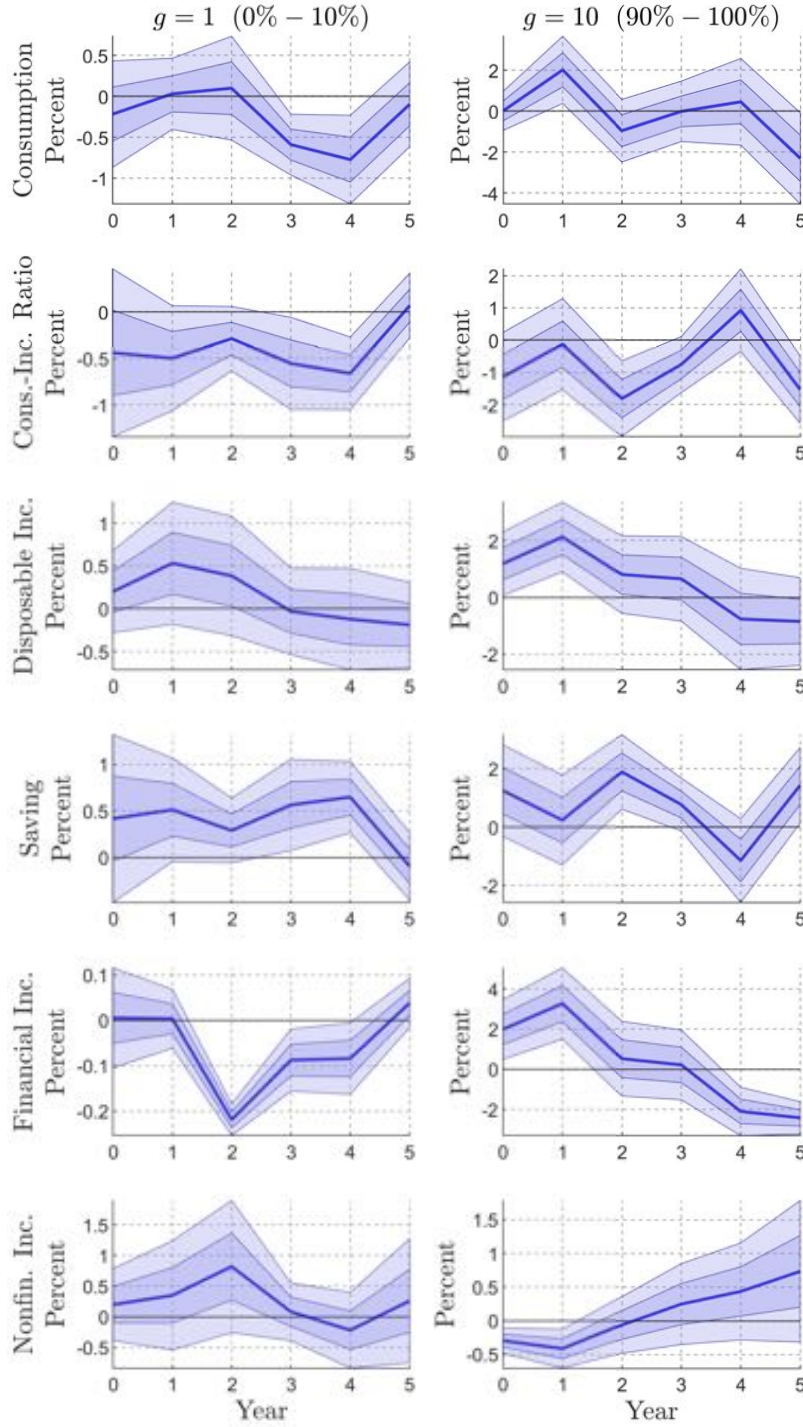 g = 1 (0% − 10%)
g = 10 (90% − 100%)
Consumption
Percent
0.5
0
-0.5
-1
0 1 2 3 4 5
Percent
2
0
-2
-4
0 1 2 3 4 5
Cons.-Inc. Ratio
Percent
0
-0.5
-1
0 1 2 3 4 5
Percent
2
1
0
-1
-2
0 1 2 3 4 5
Disposable Inc.
Percent
1
0.5
0
-0.5
0 1 2 3 4 5
Percent
2
0
-2
0 1 2 3 4 5
Saving
Percent
1
0.5
0
0 1 2 3 4 5
Percent
2
0
-2
0 1 2 3 4 5
Financial Inc.
Percent
0.1
0
-0.1
-0.2
0 1 2 3 4 5
Percent
4
2
0
-2
0 1 2 3 4 5
Nonfin. Inc.
Percent
1.5
1
0.5
0
-0.5
0 1 2 3 4 5
Year
Percent
1.5
1
0.5
0
-0.5
0 1 2 3 4 5
Year